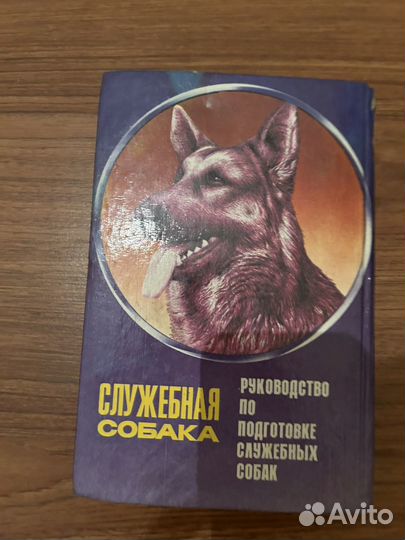 СЛУЖЕБНАЯ
СОБАКА
РУКОВОДСТВО
ПО
ПОДГОТОВКЕ
СЛУЖЕБНЫХ
СОБАК
Avito